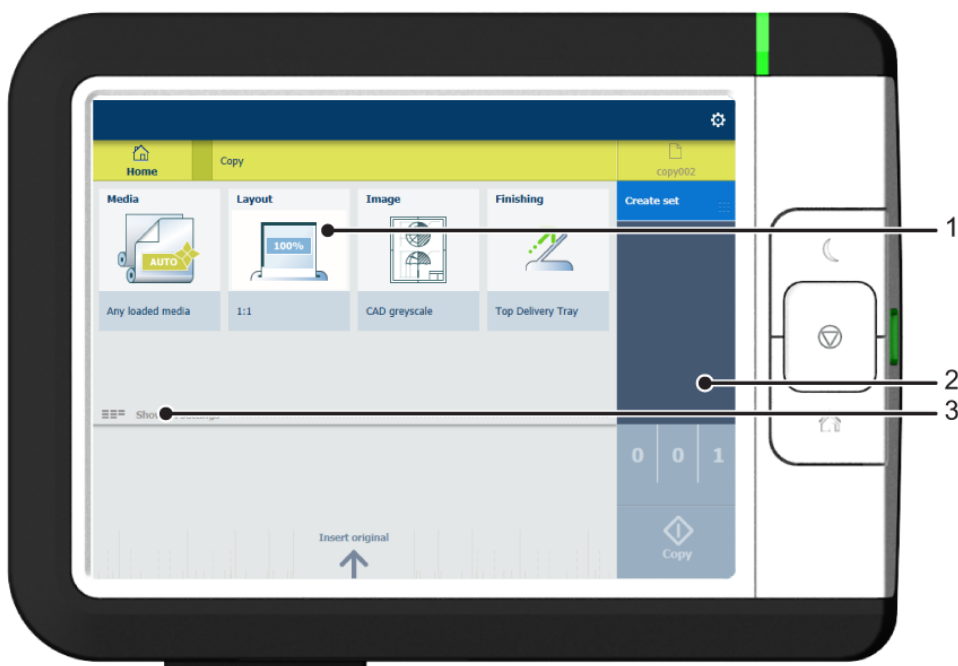 Home
Copy
copy002
Media
Layout
Image
Finishing
Create set
1
100%
AUTO
Any loaded media
1:1
CAD greyscale
Top Delivery Tray
2
3
0 0 1
Insert original
Copy